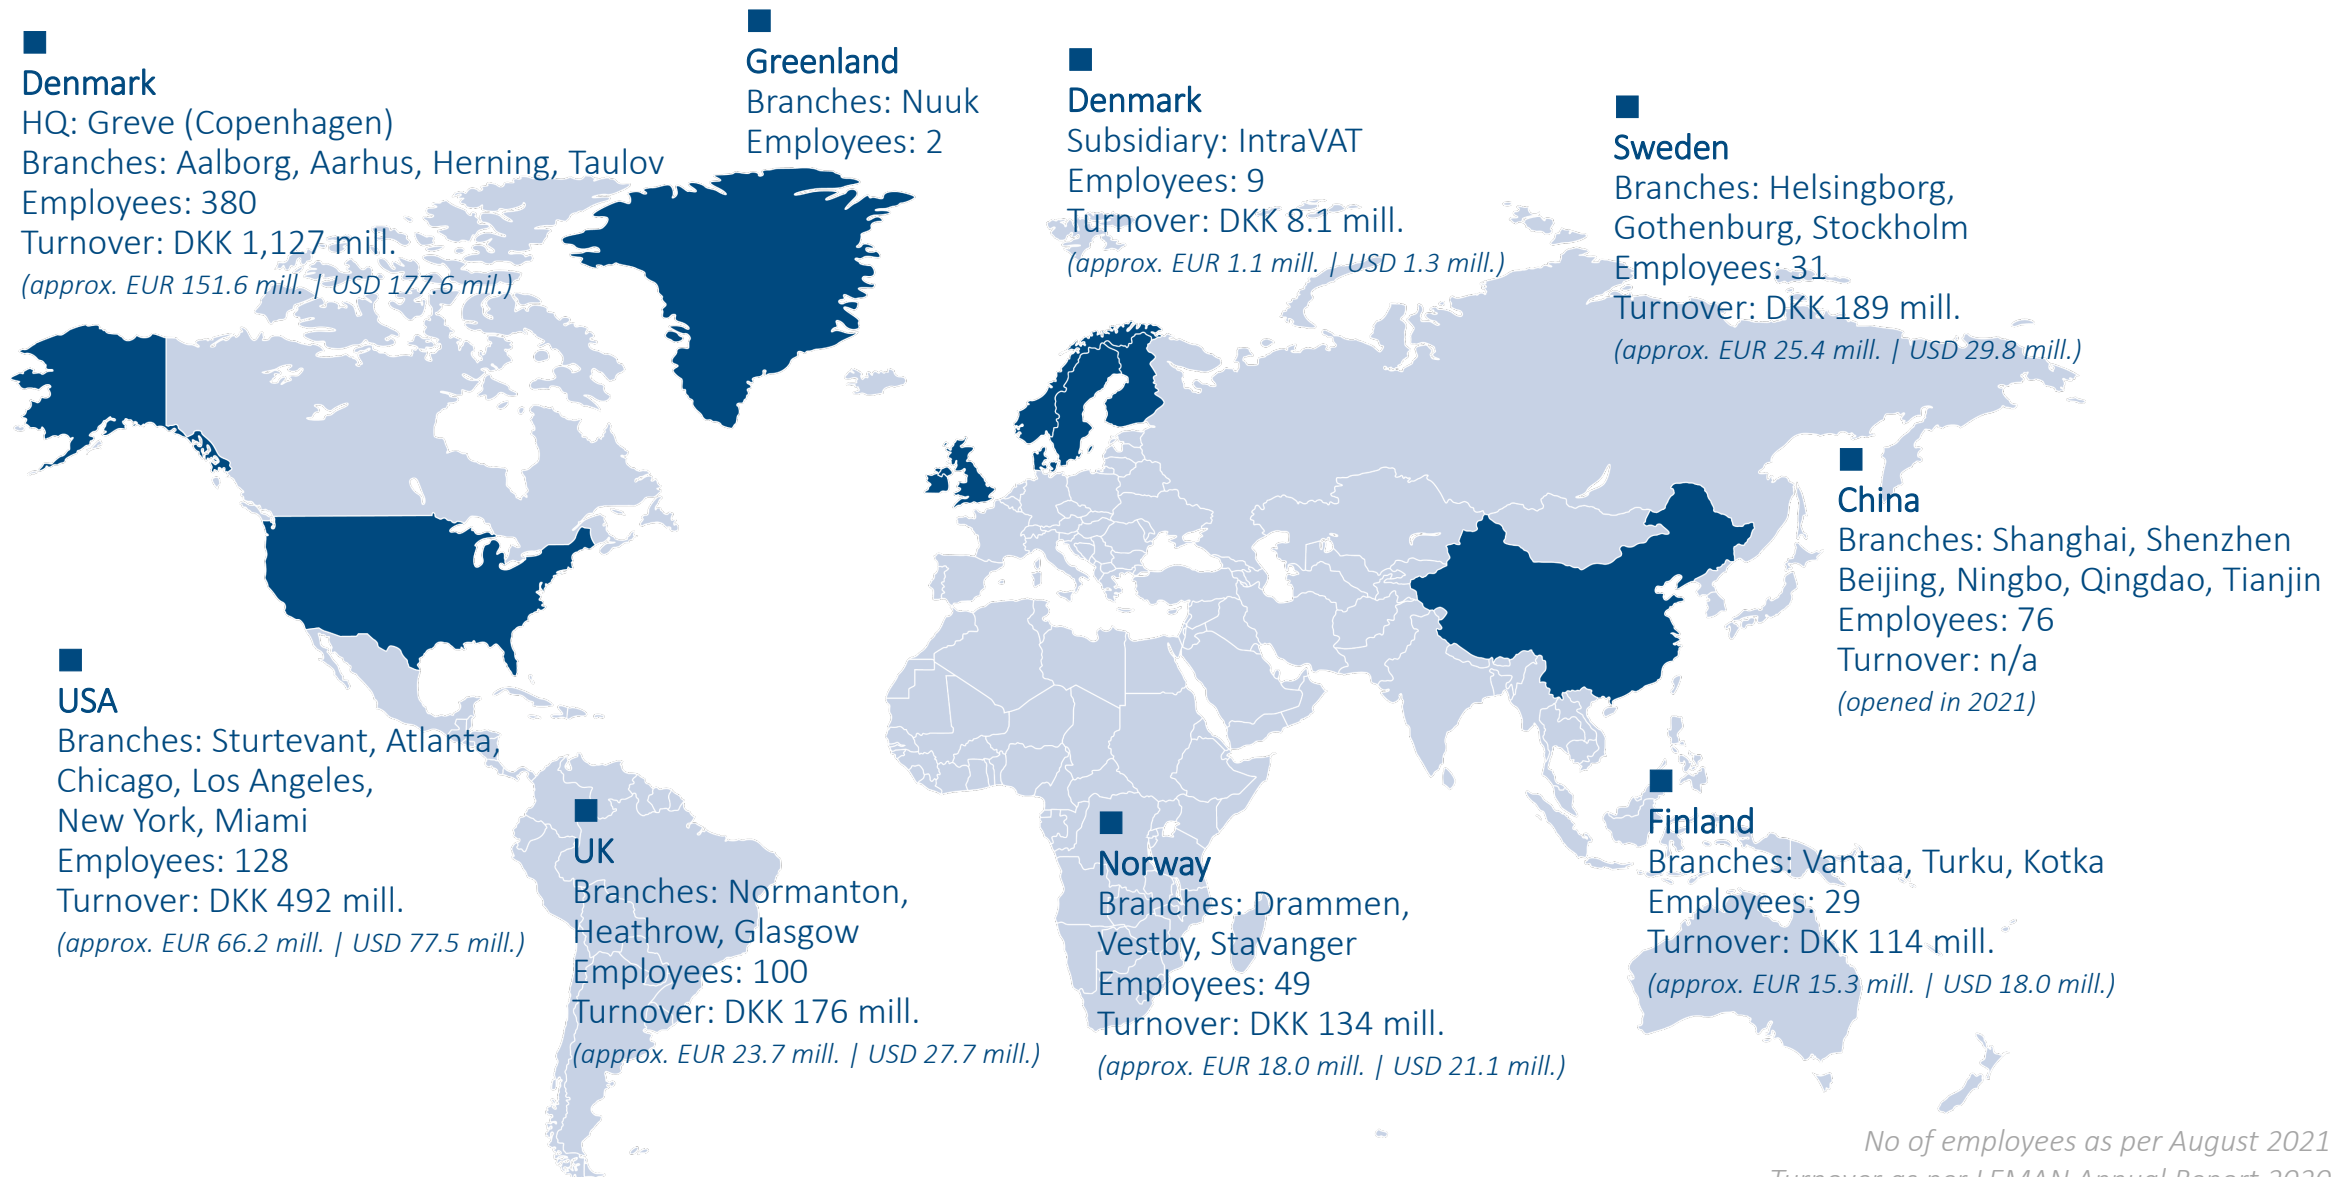 Denmark
HQ: Greve (Copenhagen)
Branches: Aalborg, Aarhus, Herning, Taulov
Employees: 380
Turnover: DKK 1,127 mill.
(approx. EUR 151.6 mill. | USD 177.6 mil.)
Greenland
Branches: Nuuk
Employees: 2
Denmark
Subsidiary: IntraVAT
Employees: 9
Turnover: DKK 8.1 mill.
(approx. EUR 1.1 mill. | USD 1.3 mill.)
Sweden
Branches: Helsingborg,
Gothenburg, Stockholm
Employees: 31
Turnover: DKK 189 mill.
(approx. EUR 25.4 mill. | USD 29.8 mill.)
China
Branches: Shanghai, Shenzhen
Beijing, Ningbo, Qingdao, Tianjin
Employees: 76
Turnover: n/a
(opened in 2021)
USA
Branches: Sturtevant, Atlanta,
Chicago, Los Angeles,
New York, Miami
Employees: 128
Turnover: DKK 492 mill.
(approx. EUR 66.2 mill. | USD 77.5 mill.)
UK
Branches: Normanton,
Heathrow, Glasgow
Employees: 100
Turnover: DKK 176 mill.
(approx. EUR 23.7 mill. | USD 27.7 mill.)
Norway
Branches: Drammen,
Vestby, Stavanger
Employees: 49
Turnover: DKK 134 mill.
(approx. EUR 18.0 mill. | USD 21.1 mill.)
Finland
Branches: Vantaa, Turku, Kotka
Employees: 29
Turnover: DKK 114 mill.
(approx. EUR 15.3 mill. | USD 18.0 mill.)
No of employees as per August 2021
Turnover as per LEMAN Annual Report 2020